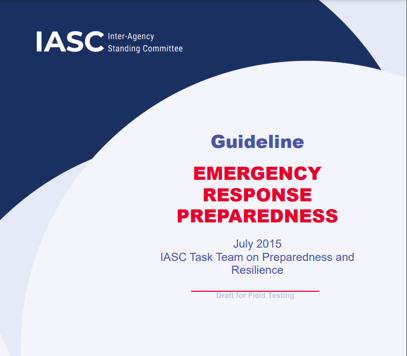 IASC Inter-Agency
Standing Committee
Guideline
EMERGENCY
RESPONSE
PREPAREDNESS
July 2015
IASC Task Team on Preparedness and
Resilience
Draft for Field Testing